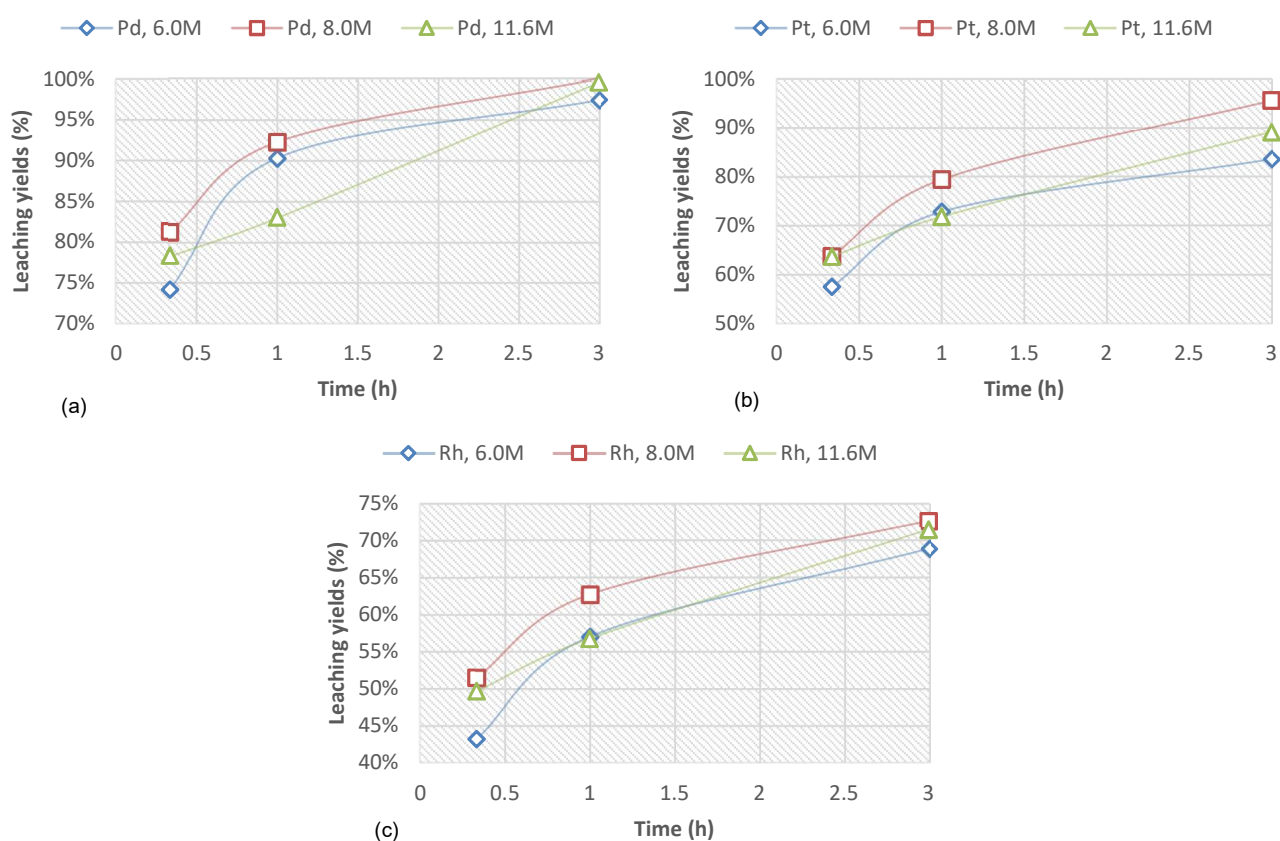 Pd, 6.0M Pd, 8.0M Pd, 11.6M
100%
95%
90%
85%
80%
75%
70%
Leaching yields (%)
0 0.5 1 1.5 2 2.5 3
Time (h)
(a)
Pt, 6.0M Pt, 8.0M Pt, 11.6M
100%
90%
80%
70%
60%
50%
Leaching yields (%)
0 0.5 1 1.5 2 2.5 3
Time (h)
(b)
Rh, 6.0M Rh, 8.0M Rh, 11.6M
75%
70%
65%
60%
55%
50%
45%
40%
Leaching yields (%)
0 0.5 1 1.5 2 2.5 3
Time (h)
(c)